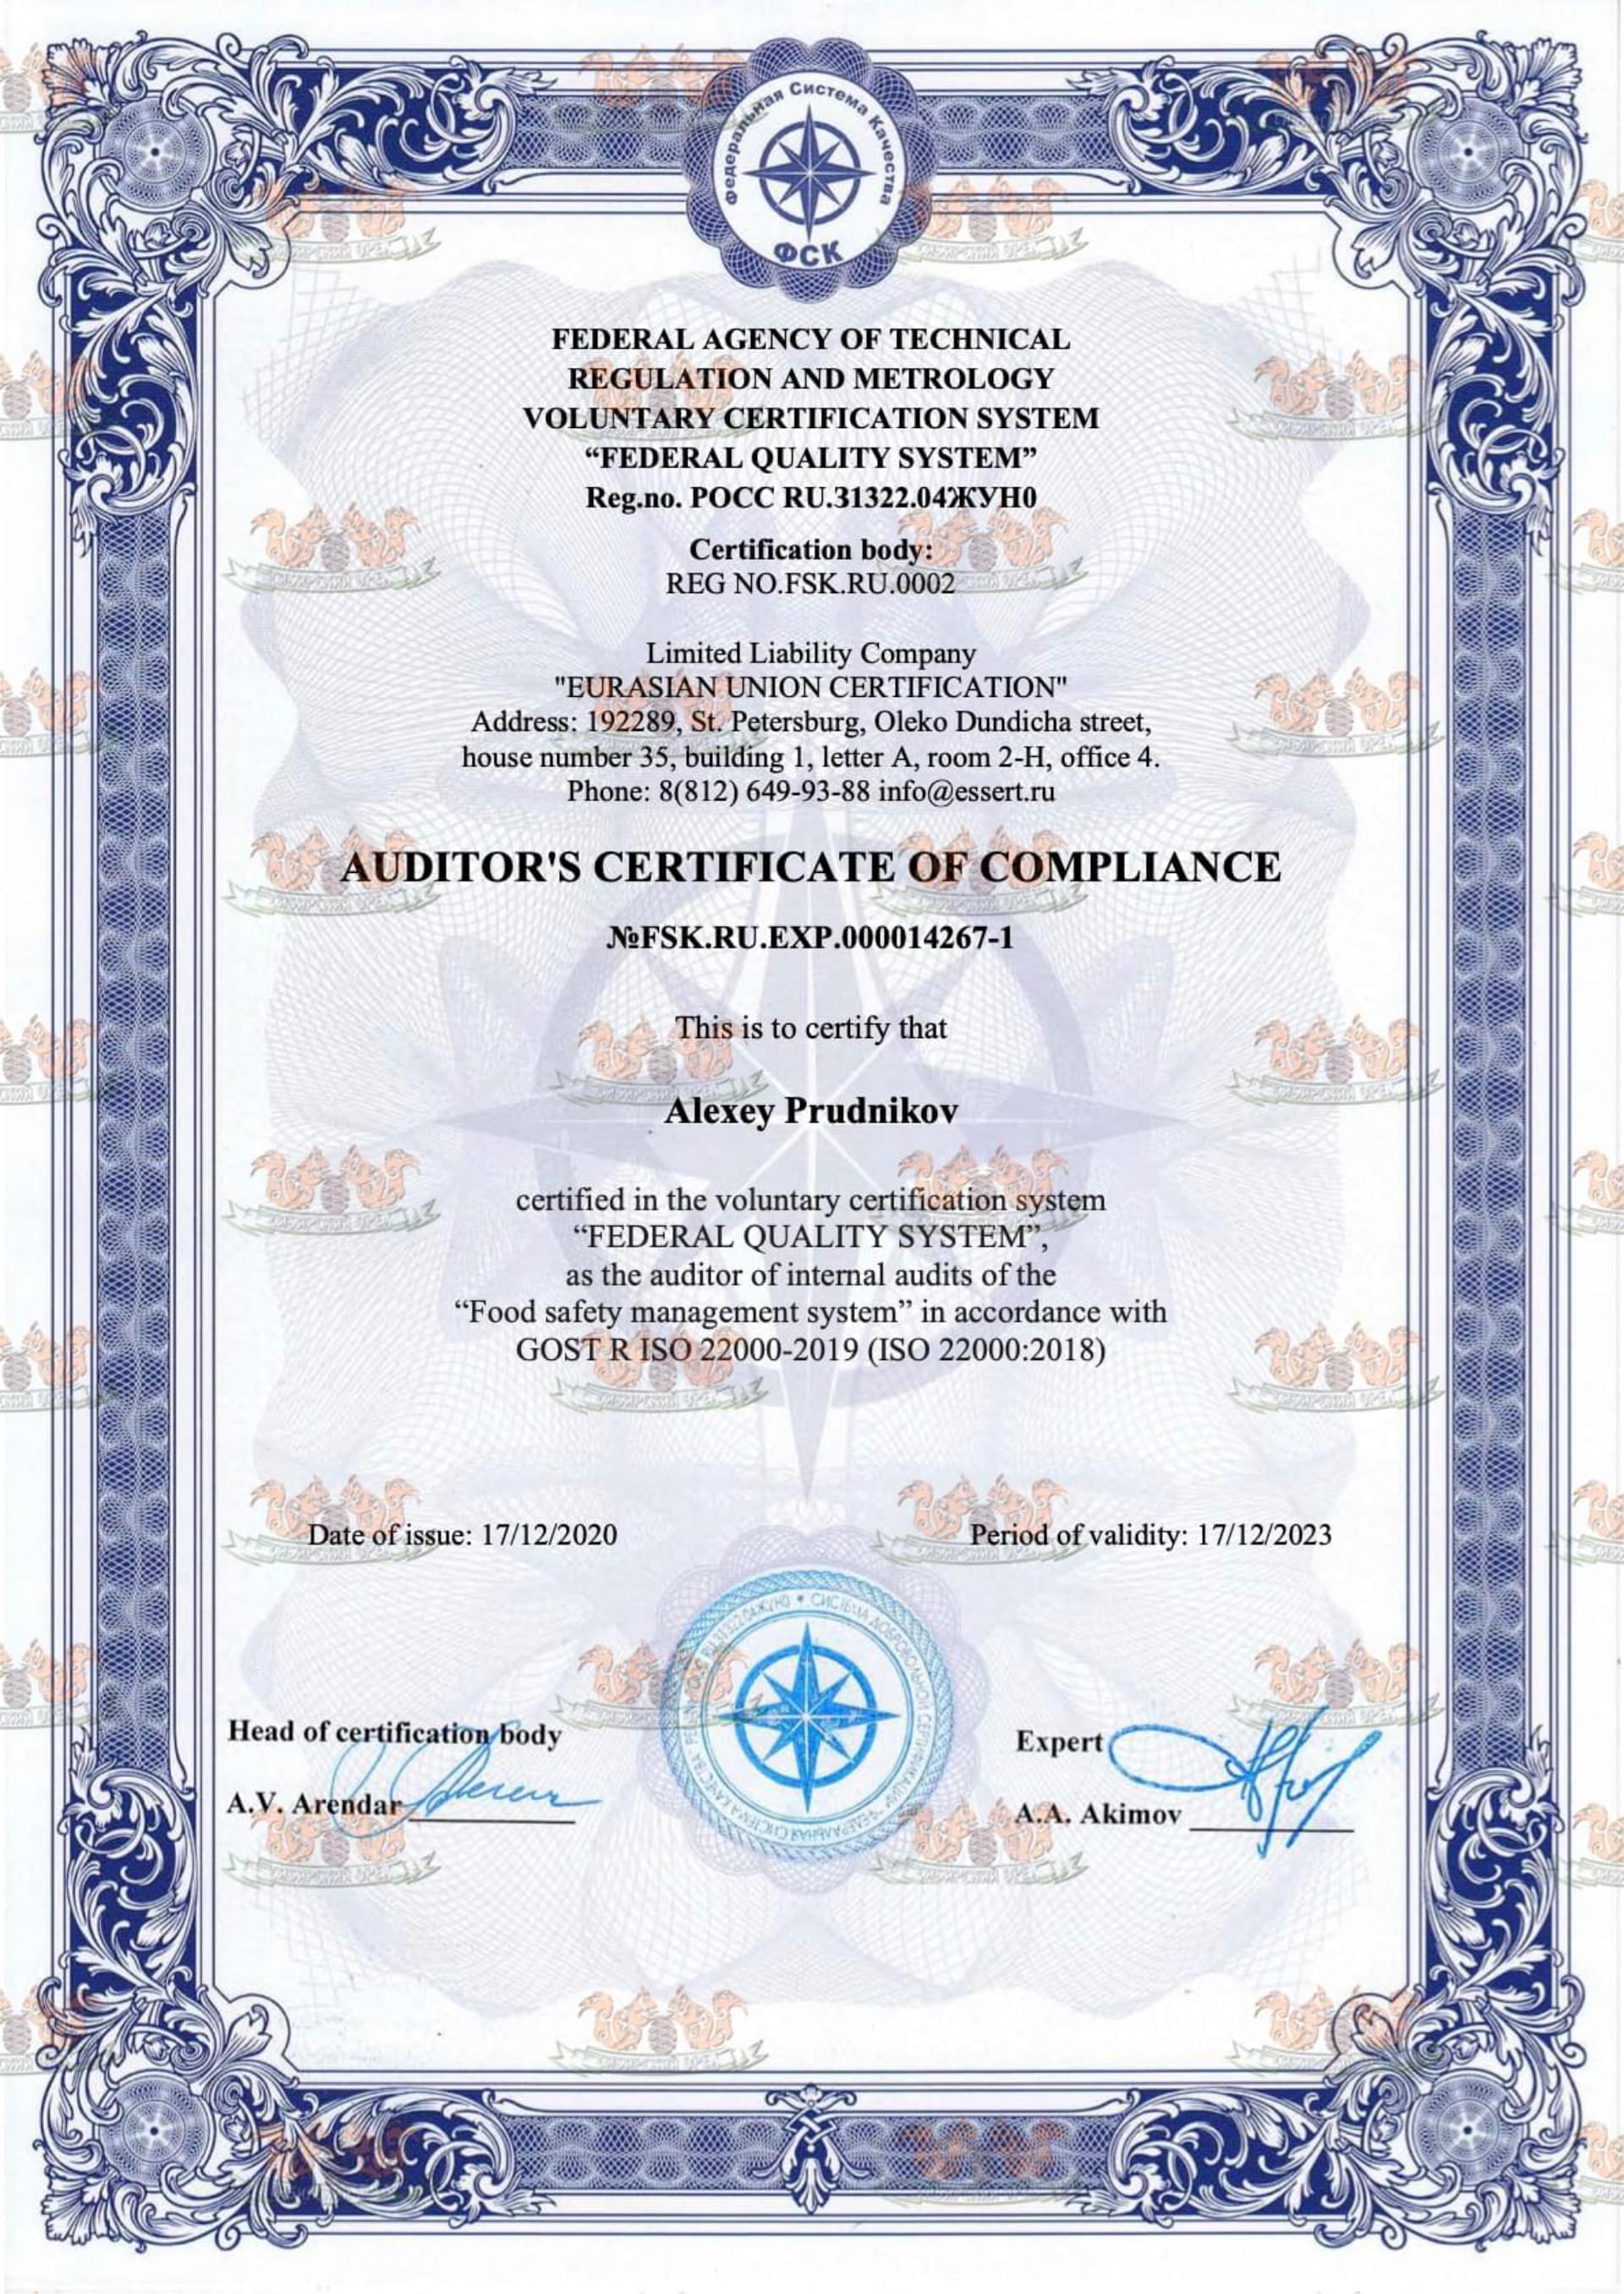 Федеральная Система Качества
ФСК
FEDERAL AGENCY OF TECHNICAL
REGULATION AND METROLOGY
VOLUNTARY CERTIFICATION SYSTEM
“FEDERAL QUALITY SYSTEM”
Reg.no. РОСС RU.31322.04ЖУН0
Certification body:
REG NO.FSK.RU.0002
Limited Liability Company
"EURASIAN UNION CERTIFICATION"
Address: 192289, St. Petersburg, Oleko Dundicha street,
house number 35, building 1, letter A, room 2-H, office 4.
Phone: 8(812) 649-93-88 info@essert.ru
AUDITOR'S CERTIFICATE OF COMPLIANCE
№FSK.RU.EXP.000014267-1
This is to certify that
Alexey Prudnikov
certified in the voluntary certification system
“FEDERAL QUALITY SYSTEM”,
as the auditor of internal audits of the
“Food safety management system” in accordance with
GOST R ISO 22000-2019 (ISO 22000:2018)
Date of issue: 17/12/2020
Period of validity: 17/12/2023
Head of certification body
A.V. Arendar
Expert
A.A. Akimov